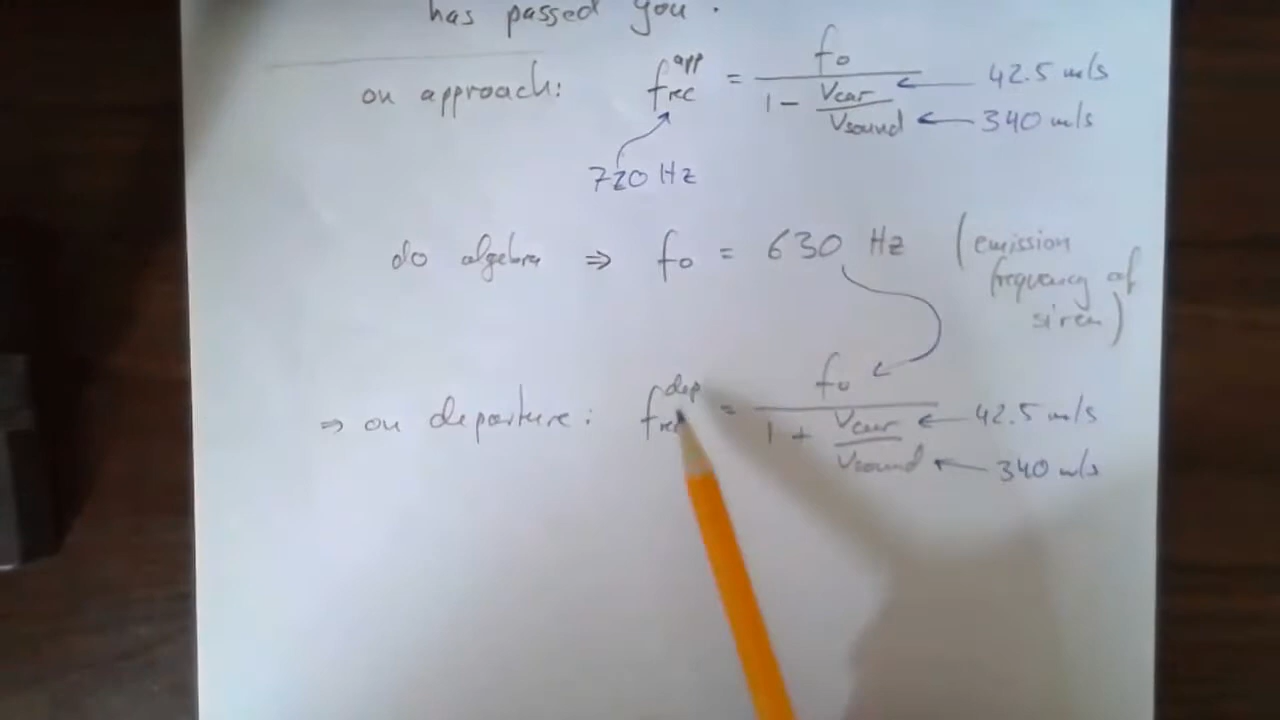 has passed you.
on approach: f_rec^app = f_0 / (1 - v_car / v_sound) ← 42.5 m/s ← 340 m/s
720 Hz
do algebra ⇒ f_0 = 630 Hz (emission frequency of siren)
⇒ on departure: f_rec^dep = f_0 / (1 + v_car / v_sound) ← 42.5 m/s ← 340 m/s